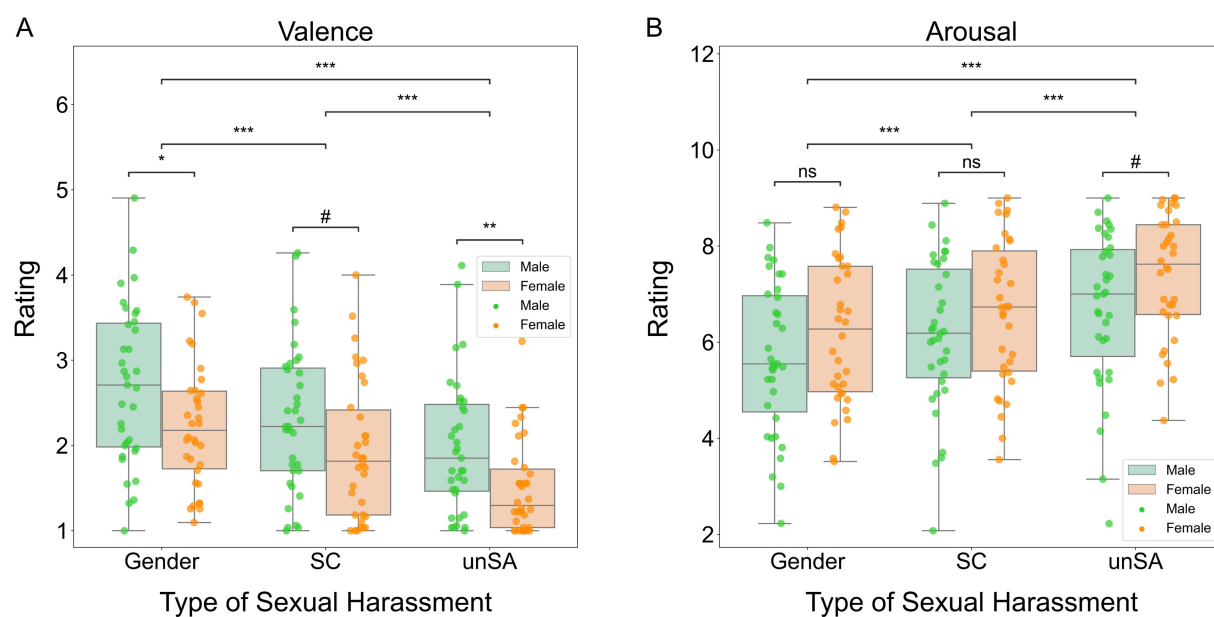 A
Valence
Rating
6
5
4
3
2
1
***
***
***
*
#
**
Male
Female
Male
Female
Gender
SC
unSA
Type of Sexual Harassment
B
Arousal
Rating
12
10
8
6
4
2
***
***
***
ns
ns
#
Male
Female
Male
Female
Gender
SC
unSA
Type of Sexual Harassment